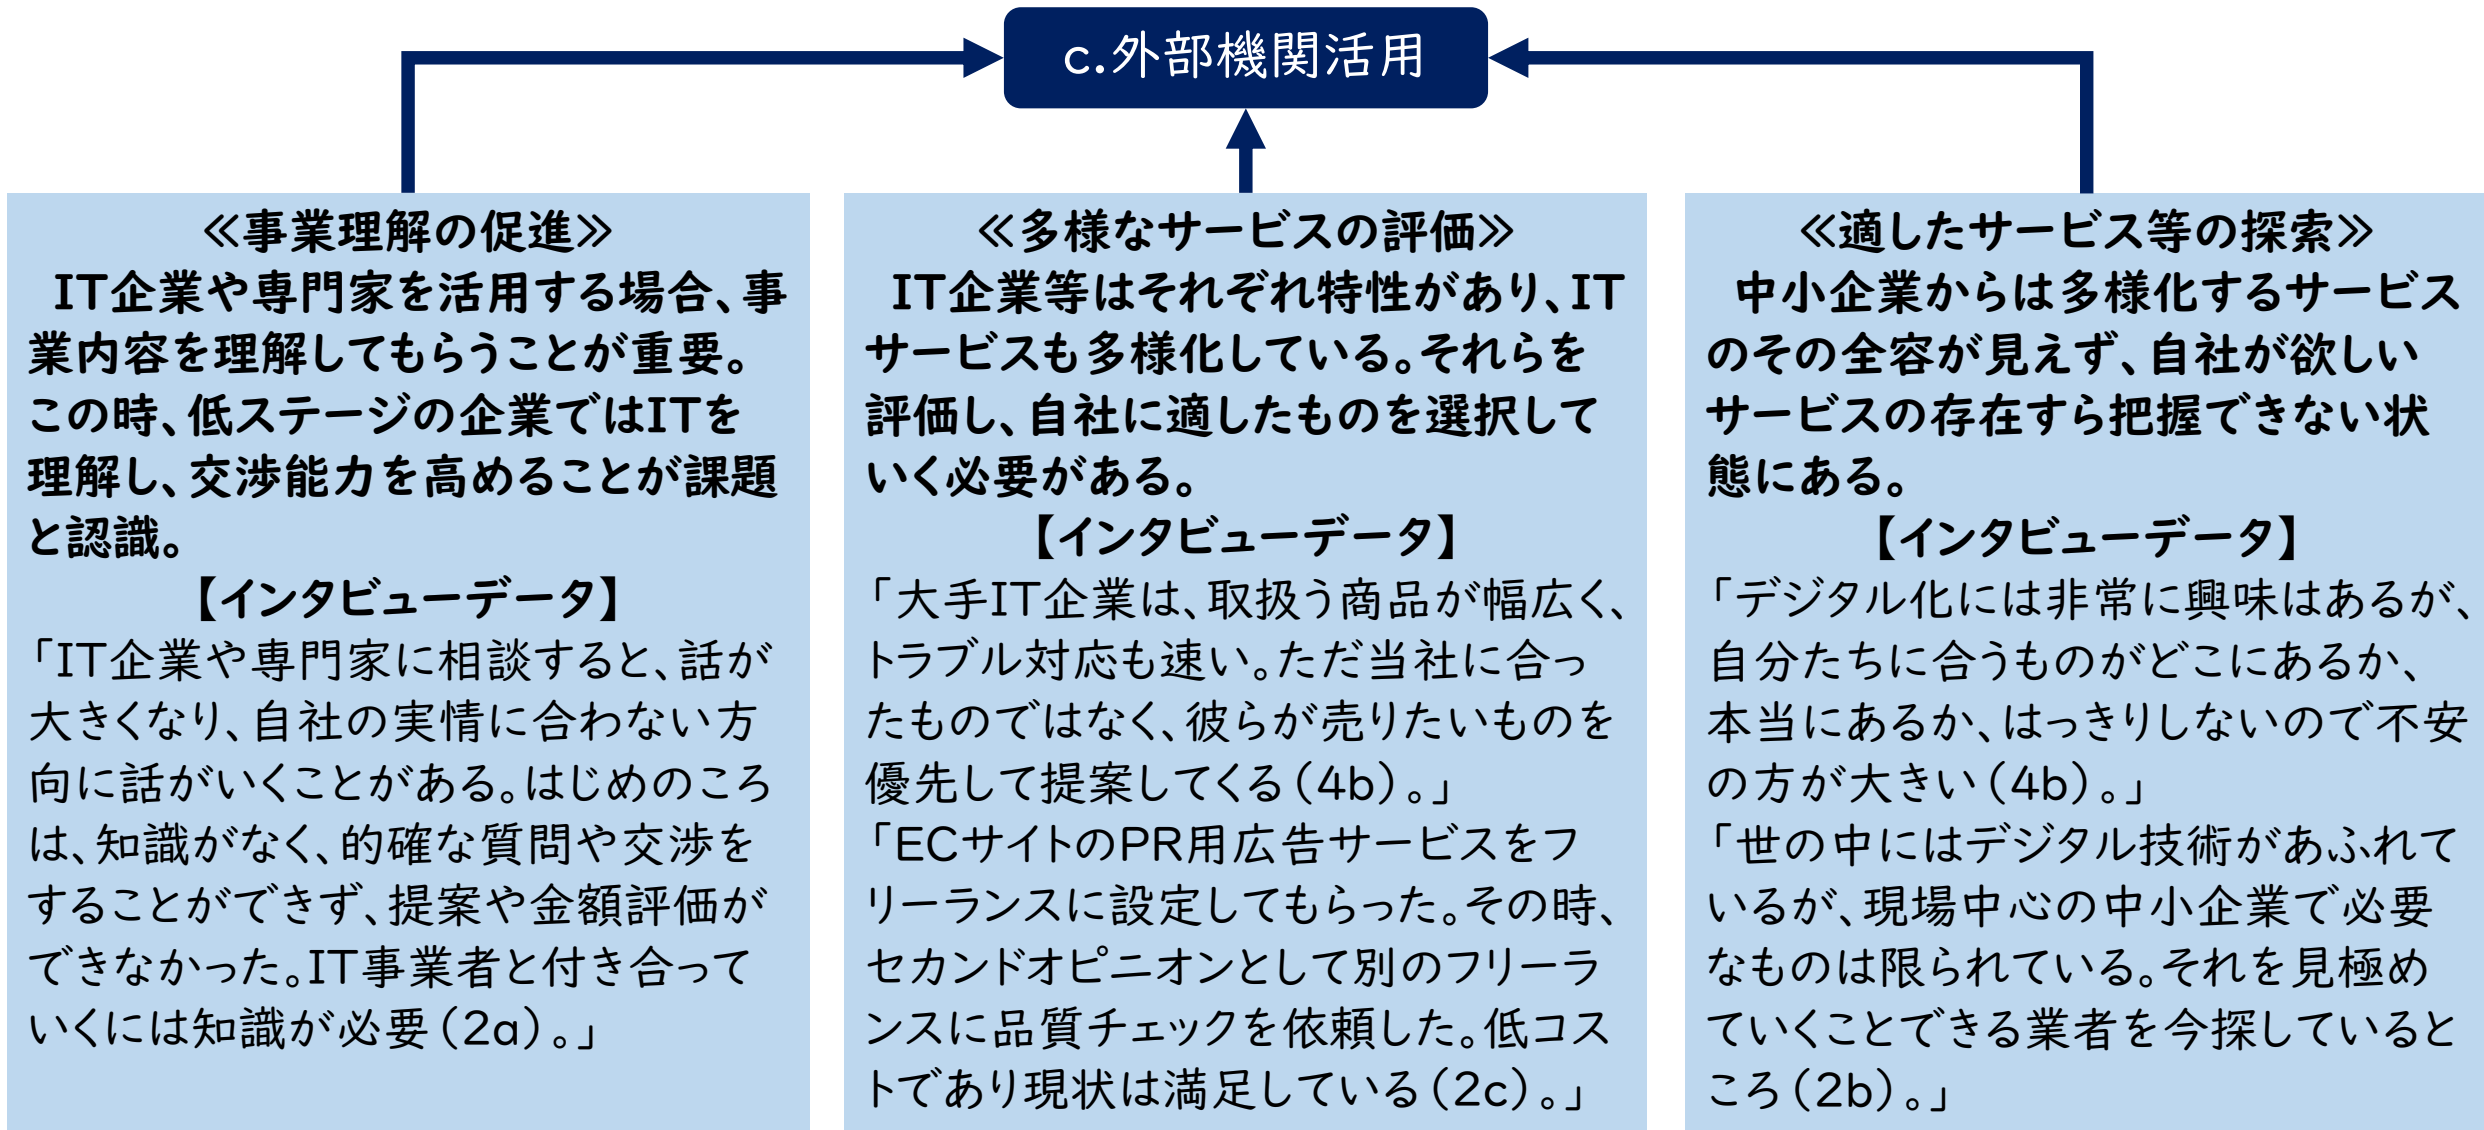 c.外部機関活用
≪事業理解の促進≫
IT企業や専門家を活用する場合、事
業内容を理解してもらうことが重要。
この時、低ステージの企業ではITを
理解し、交渉能力を高めることが課題
と認識。
【インタビューデータ】
「IT企業や専門家に相談すると、話が
大きくなり、自社の実情に合わない方
向に話がいくことがある。はじめのころ
は、知識がなく、的確な質問や交渉を
することができず、提案や金額評価が
できなかった。IT事業者と付き合って
いくには知識が必要（2a）。」
≪多様なサービスの評価≫
IT企業等はそれぞれ特性があり、IT
サービスも多様化している。それらを
評価し、自社に適したものを選択して
いく必要がある。
【インタビューデータ】
「大手IT企業は、取扱う商品が幅広く、
トラブル対応も速い。ただ当社に合っ
たものではなく、彼らが売りたいものを
優先して提案してくる（4b）。」
「ECサイトのPR用広告サービスをフ
リーランスに設定してもらった。その時、
セカンドオピニオンとして別のフリーラ
ンスに品質チェックを依頼した。低コス
トであり現状は満足している（2c）。」
≪適したサービス等の探索≫
中小企業からは多様化するサービス
のその全容が見えず、自社が欲しい
サービスの存在すら把握できない状
態にある。
【インタビューデータ】
「デジタル化には非常に興味はあるが、
自分たちに合うものがどこにあるか、
本当にあるか、はっきりしないので不安
の方が大きい（4b）。」
「世の中にはデジタル技術があふれて
いるが、現場中心の中小企業で必要
なものは限られている。それを見極め
ていくことできる業者を今探していると
ころ（2b）。」